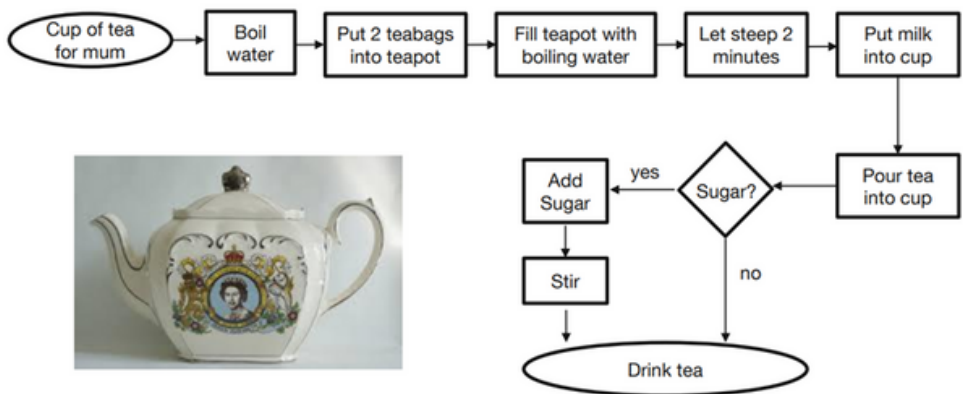 Cup of tea
for mum
Boil
water
Put 2 teabags
into teapot
Fill teapot with
boiling water
Let steep 2
minutes
Put milk
into cup
Pour tea
into cup
Sugar?
yes
Add
Sugar
Stir
no
Drink tea